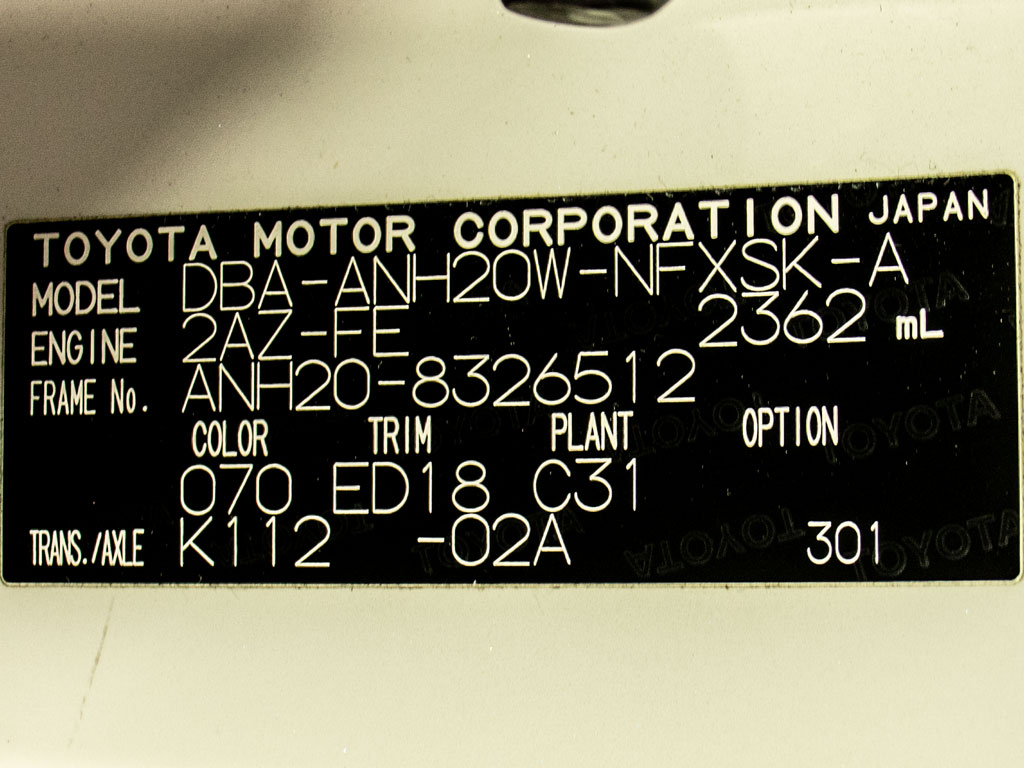 TOYOTA MOTOR CORPORATION JAPAN
MODEL DBA-ANH20W-NFXSK-A
ENGINE 2AZ-FE 2362 mL
FRAME No. ANH20-8326512
COLOR TRIM PLANT OPTION
070 ED18 C31
TRANS./AXLE K112 -02A 301